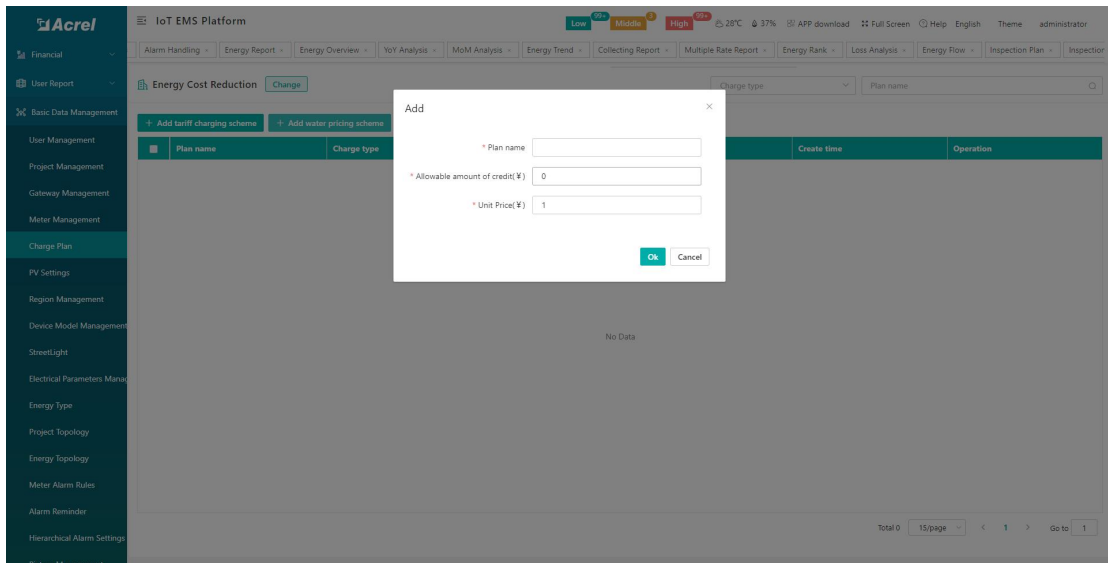 Acrel
IoT EMS Platform
Low 99+ Middle 3 High 99+ 28℃ 37% APP download Full Screen Help English Theme administrator
Financial
Alarm Handling × Energy Report × Energy Overview × YoY Analysis × MoM Analysis × Energy Trend × Collecting Report × Multiple Rate Report × Energy Rank × Loss Analysis × Energy Flow × Inspection Plan × Inspection
User Report
Energy Cost Reduction Change
Charge type Plan name
Basic Data Management
+ Add tariff charging scheme + Add water pricing scheme
Plan name Charge type Create time Operation
User Management
Project Management
Gateway Management
Meter Management
Charge Plan
PV Settings
Region Management
Device Model Management
StreetLight
Electrical Parameters Manag
Energy Type
Project Topology
Energy Topology
Meter Alarm Rules
Alarm Reminder
Hierarchical Alarm Settings
Add ×
* Plan name
* Allowable amount of credit(¥) 0
* Unit Price(¥) 1
Ok Cancel
No Data
Total 0 15/page < 1 > Go to 1